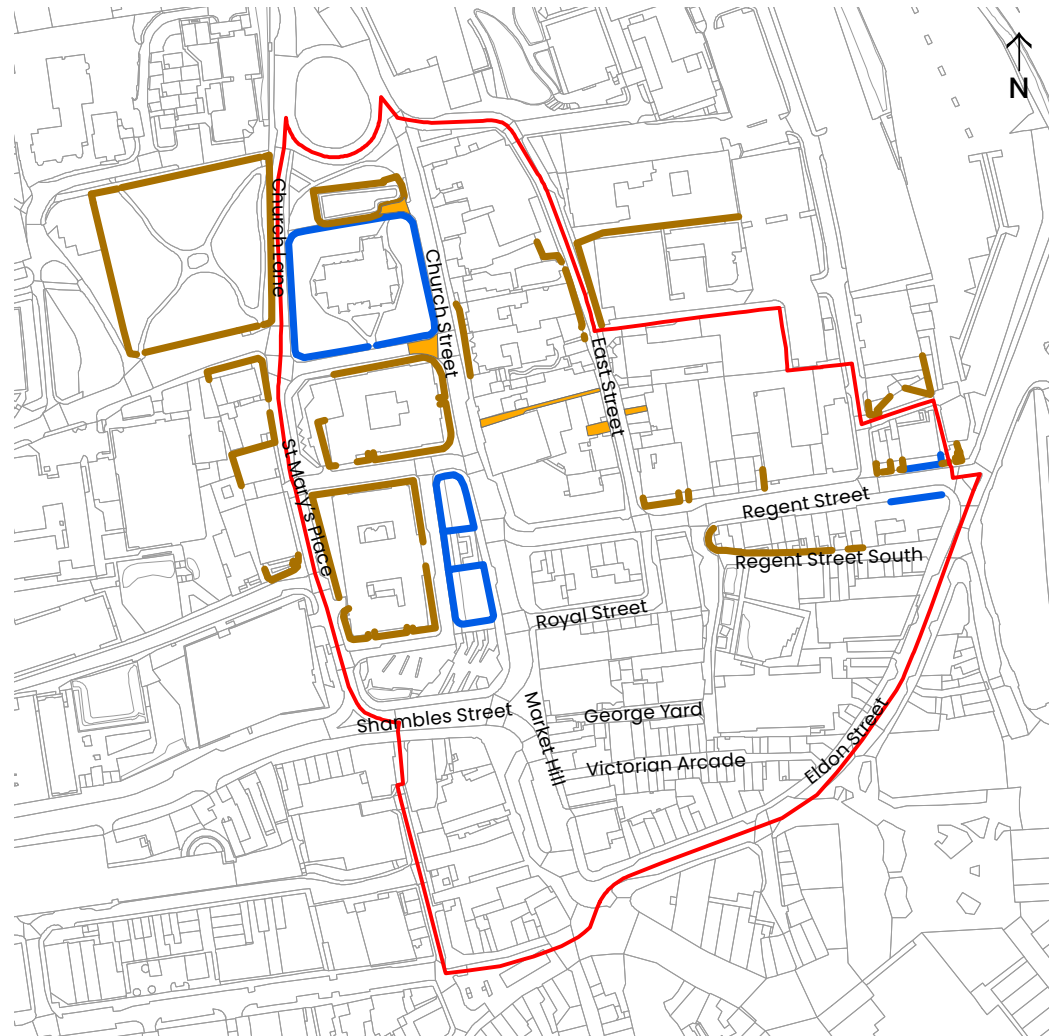 N
Church Lane
Church Street
East Street
St Mary's Place
Regent Street
Regent Street South
Royal Street
Shambles Street
Market Hill
George Yard
Victorian Arcade
Eldon Street